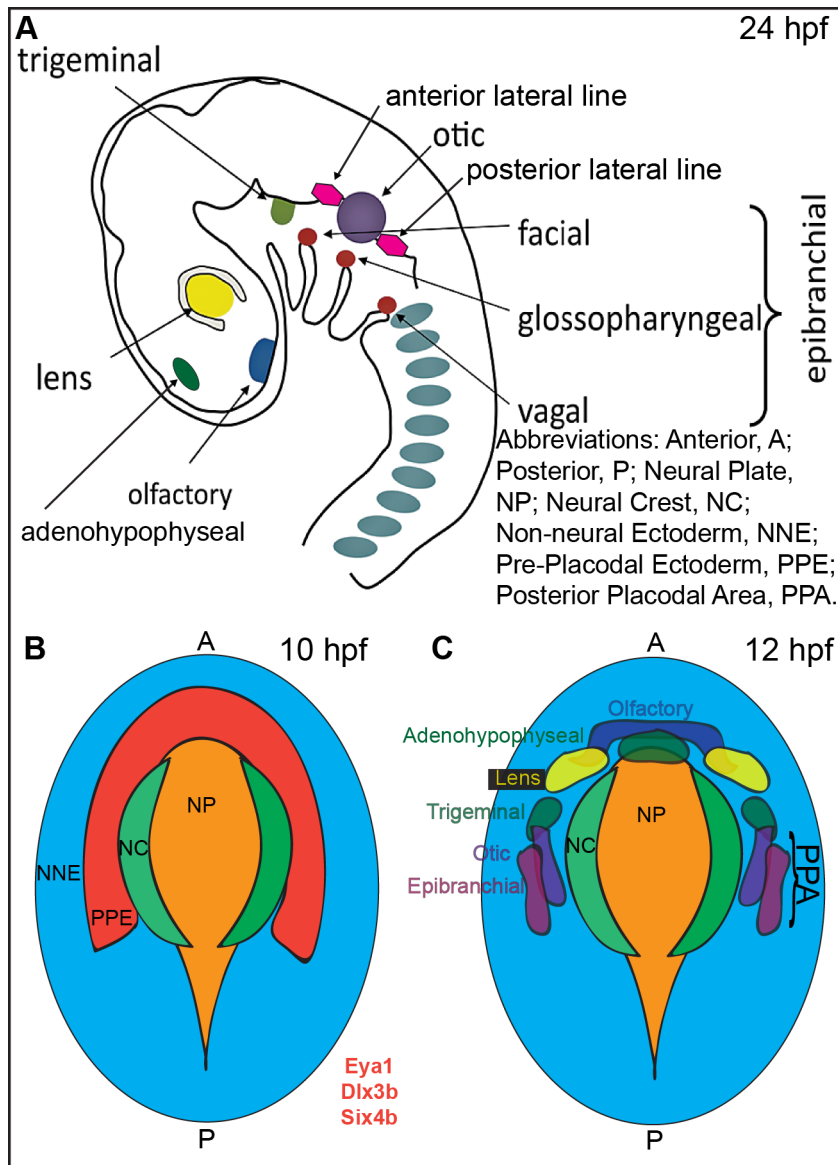 A
24 hpf
trigeminal
anterior lateral line
otic
posterior lateral line
facial
glossopharyngeal
epibranchial
lens
vagal
olfactory
adenohypophyseal
Abbreviations: Anterior, A;
Posterior, P; Neural Plate,
NP; Neural Crest, NC;
Non-neural Ectoderm, NNE;
Pre-Placodal Ectoderm, PPE;
Posterior Placodal Area, PPA.
B
A
10 hpf
NP
NC
NNE
PPE
Eya1
Dlx3b
Six4b
P
C
A
12 hpf
Olfactory
Adenohypophyseal
Lens
Trigeminal
NP
Otic
NC
Epibranchial
PPA
P